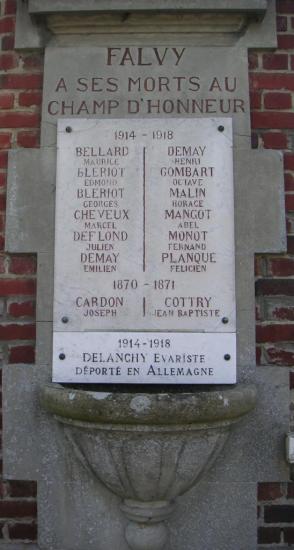 FALVY
A SES MORTS AU
CHAMP D'HONNEUR
1914 - 1918
BELLARD
MAURICE
BLERIOT
EDMOND
BLERIOT
GEORGES
CHEVEUX
MARCEL
DEFLOND
JULIEN
DEMAY
EMILIEN
DEMAY
HENRI
GOMBART
OCTAVE
MALIN
HORACE
MANGOT
ABEL
MONOT
FERNAND
PLANQUE
FELICIEN
1870 - 1871
CARDON
JOSEPH
COTTRY
JEAN BAPTISTE
1914-1918
DELANCHY EVARISTE
DÉPORTÉ EN ALLEMAGNE